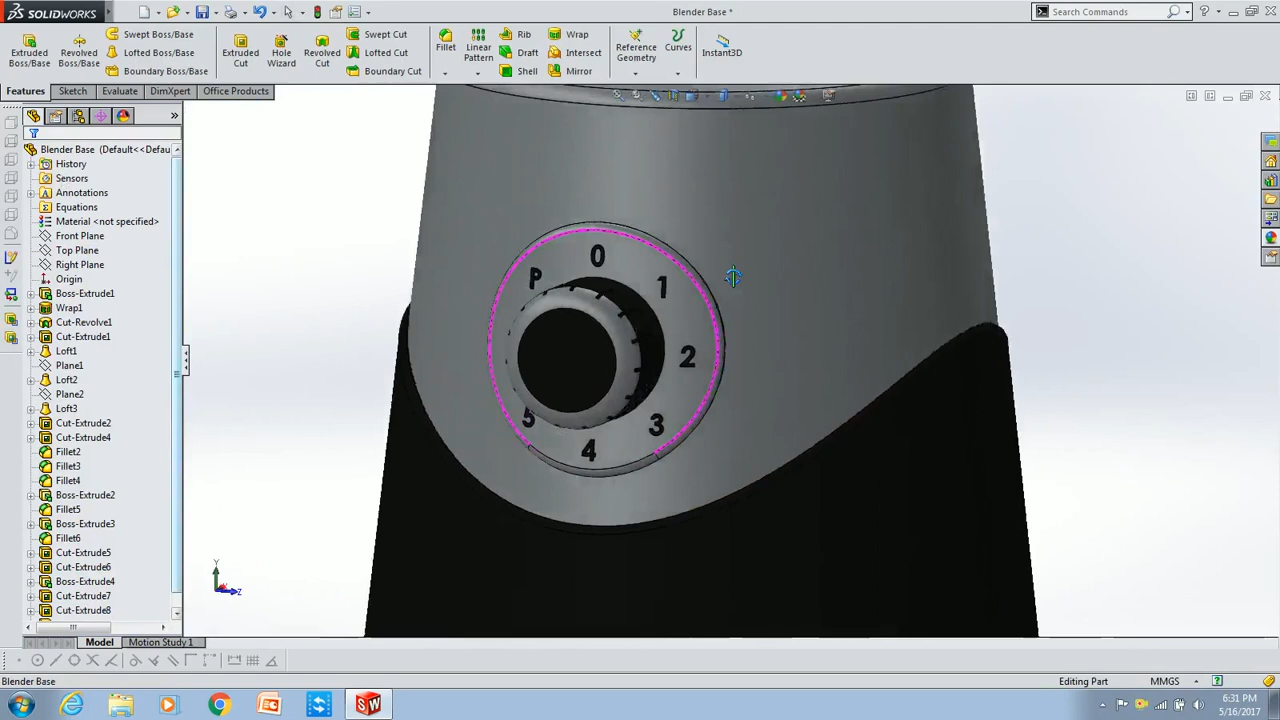 SOLIDWORKS
Blender Base *
Search Commands
Extruded Boss/Base
Revolved Boss/Base
Swept Boss/Base
Lofted Boss/Base
Boundary Boss/Base
Extruded Cut
Hole Wizard
Revolved Cut
Swept Cut
Lofted Cut
Boundary Cut
Fillet
Linear Pattern
Rib
Draft
Shell
Wrap
Intersect
Mirror
Reference Geometry
Curves
Instant3D
Features
Sketch
Evaluate
DimXpert
Office Products
Blender Base (Default<<Defau
History
Sensors
Annotations
Equations
Material <not specified>
Front Plane
Top Plane
Right Plane
Origin
Boss-Extrude1
Wrap1
Cut-Revolve1
Cut-Extrude1
Loft1
Plane1
Loft2
Plane2
Loft3
Cut-Extrude2
Cut-Extrude4
Fillet2
Fillet3
Fillet4
Boss-Extrude2
Fillet5
Boss-Extrude3
Fillet6
Cut-Extrude5
Cut-Extrude6
Boss-Extrude4
Cut-Extrude7
Cut-Extrude8
P
0
1
2
3
4
5
Y
Z
Model
Motion Study 1
Blender Base
Editing Part
MMGS
6:31 PM
5/16/2017